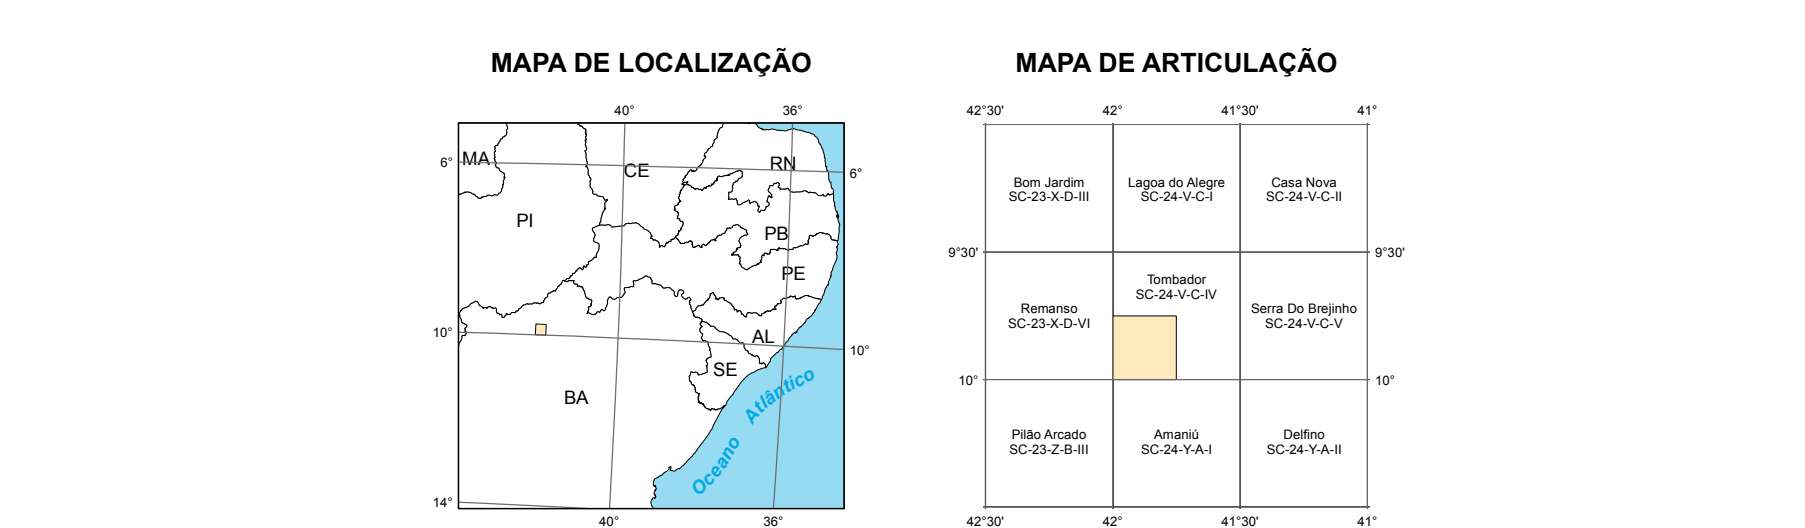 MAPA DE LOCALIZAÇÃO
40°
36°
6°
6°
MA
CE
RN
PI
PB
PE
10°
10°
AL
SE
BA
Oceano Atlântico
14°
40°
36°
MAPA DE ARTICULAÇÃO
42°30'
42°
41°30'
41°
Bom Jardim
SC-23-X-D-III
Lagoa do Alegre
SC-24-V-C-I
Casa Nova
SC-24-V-C-II
9°30'
9°30'
Remanso
SC-23-X-D-VI
Tombador
SC-24-V-C-IV
Serra Do Brejinho
SC-24-V-C-V
10°
10°
Pilão Arcado
SC-23-Z-B-III
Amaniú
SC-24-Y-A-I
Delfino
SC-24-Y-A-II
42°30'
42°
41°30'
41°